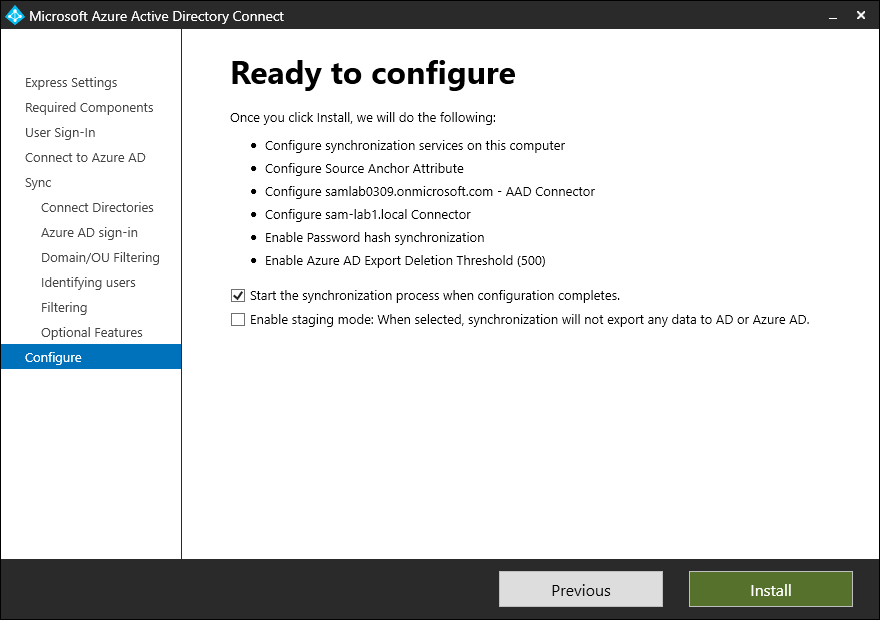 Microsoft Azure Active Directory Connect
Express Settings
Required Components
User Sign-In
Connect to Azure AD
Sync
Connect Directories
Azure AD sign-in
Domain/OU Filtering
Identifying users
Filtering
Optional Features
Configure
Ready to configure
Once you click Install, we will do the following:
Configure synchronization services on this computer
Configure Source Anchor Attribute
Configure samlab0309.onmicrosoft.com - AAD Connector
Configure sam-lab1.local Connector
Enable Password hash synchronization
Enable Azure AD Export Deletion Threshold (500)
Start the synchronization process when configuration completes.
Enable staging mode: When selected, synchronization will not export any data to AD or Azure AD.
Previous
Install